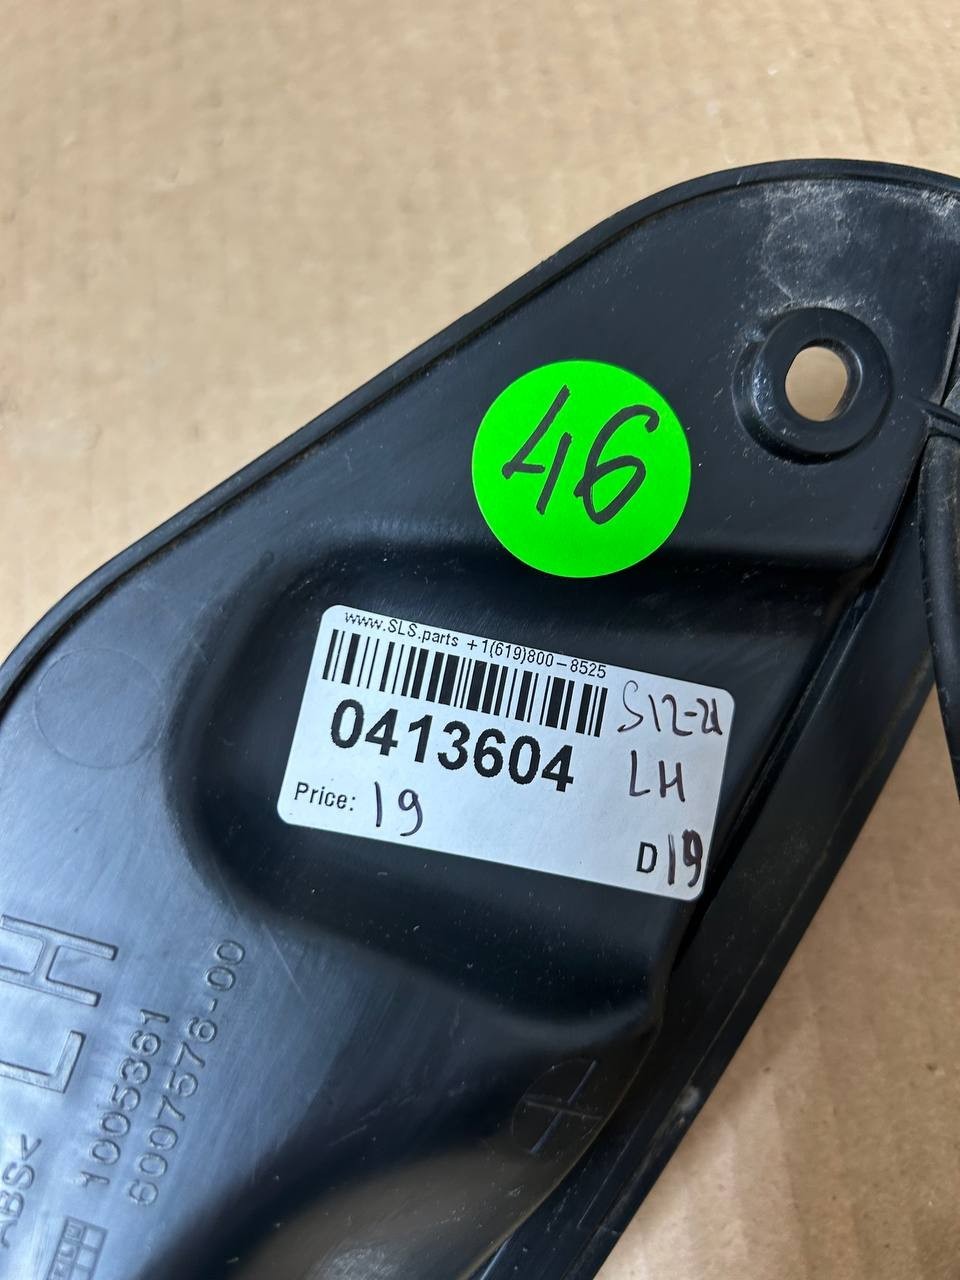 46
www.SLS.parts +1(619)800-8525
0413604
S12-21
LH
Price: 19
D19
LH
1005361
6007576-00
ABS<